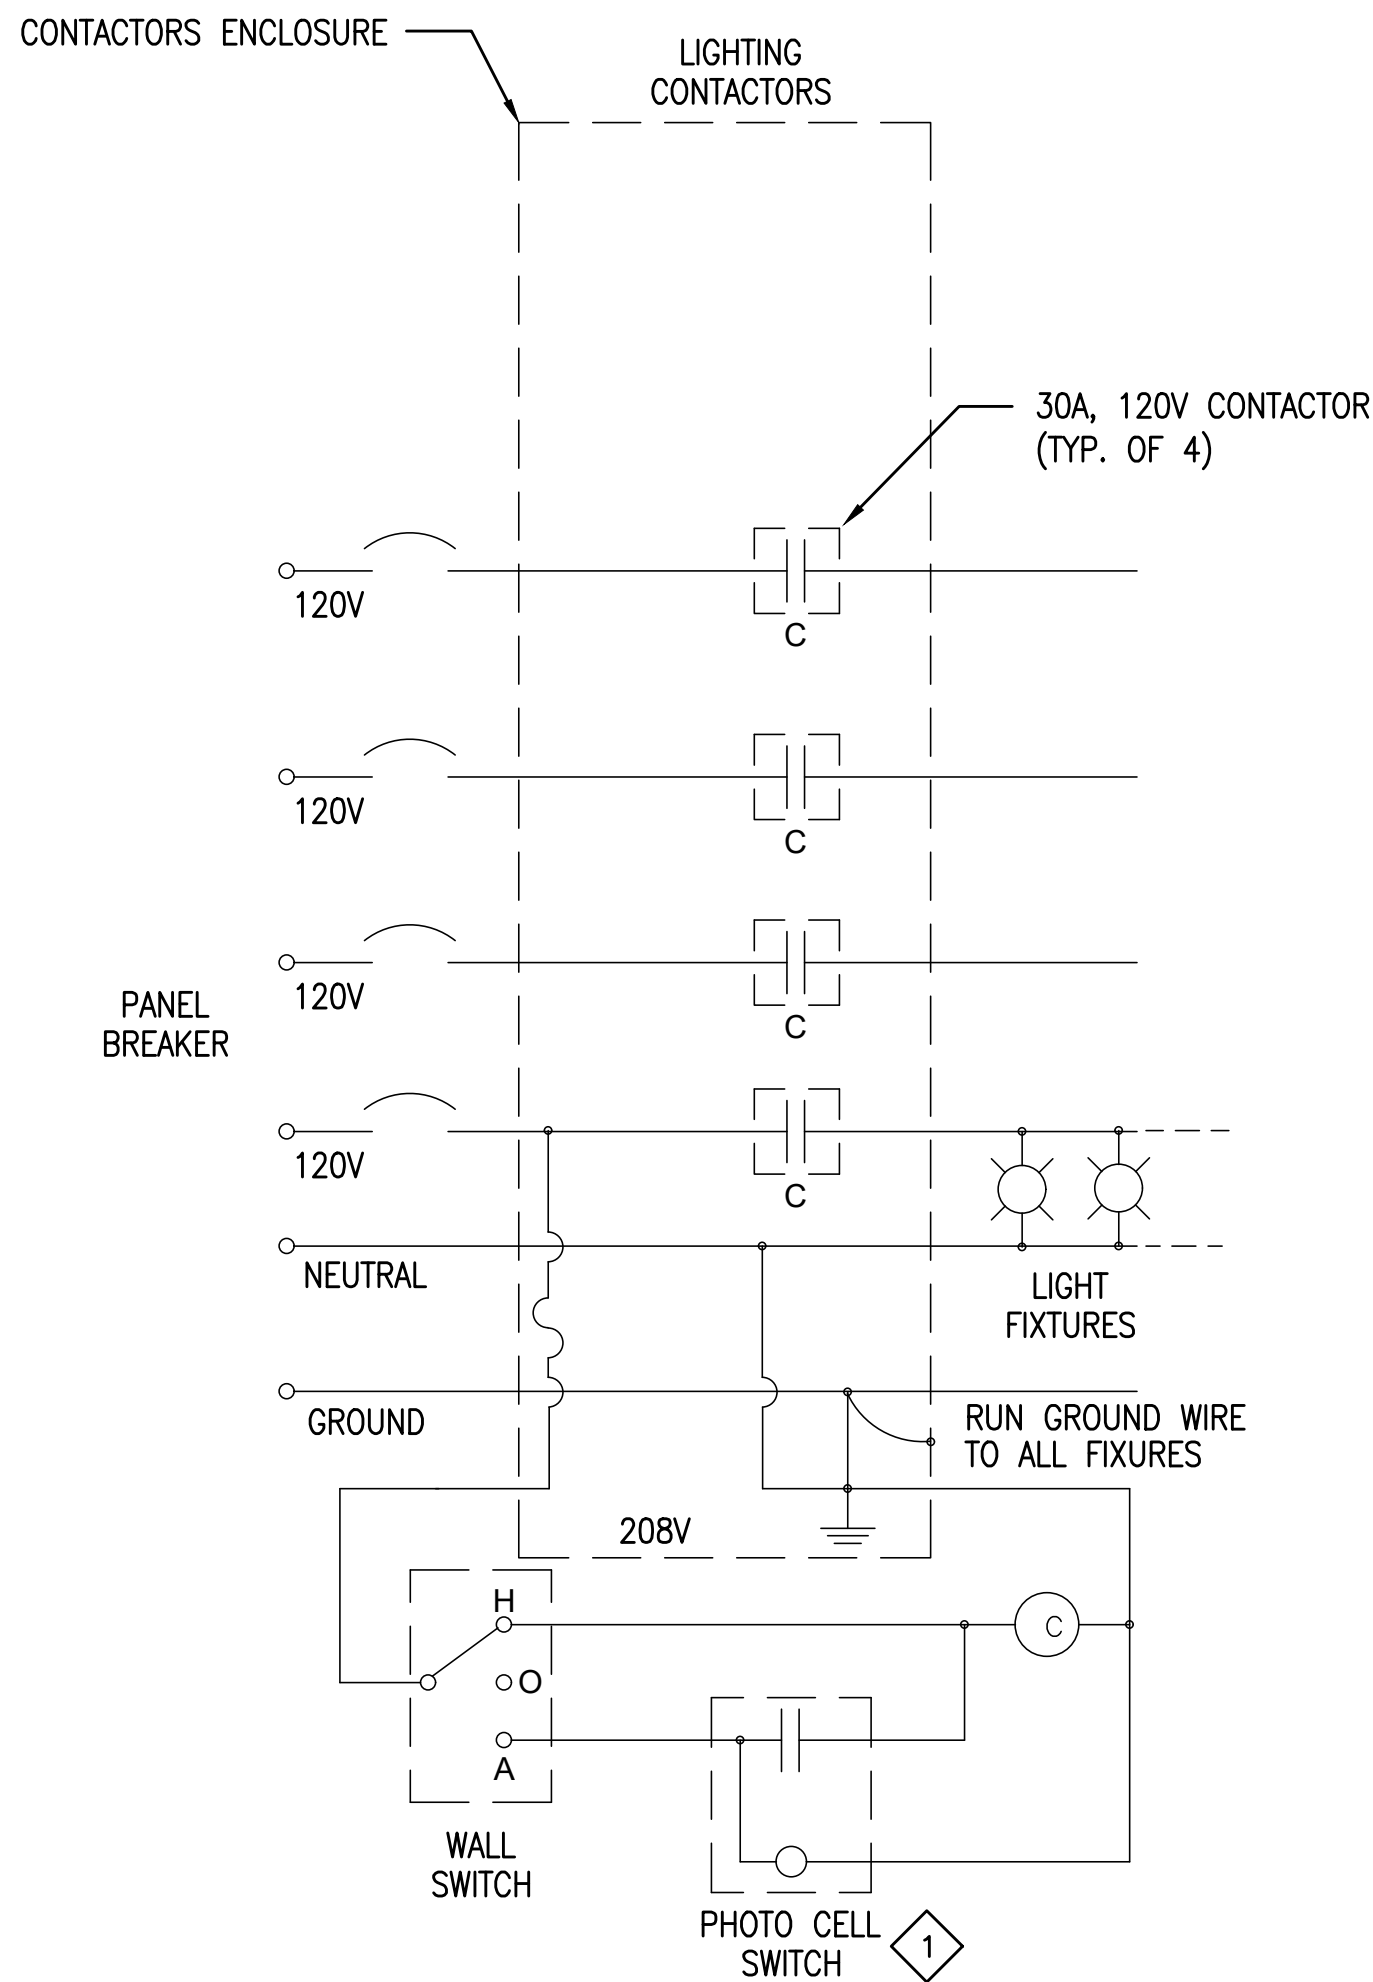 CONTACTORS ENCLOSURE
LIGHTING
CONTACTORS
30A, 120V CONTACTOR
(TYP. OF 4)
120V
C
120V
C
120V
C
PANEL
BREAKER
120V
C
NEUTRAL
LIGHT
FIXTURES
GROUND
RUN GROUND WIRE
TO ALL FIXURES
208V
H
C
O
A
WALL
SWITCH
PHOTO CELL
SWITCH
1